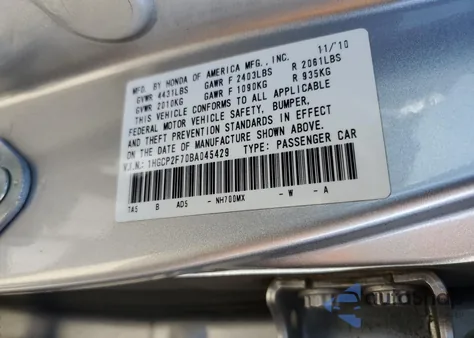 MFD. BY HONDA OF AMERICA MFG., INC. 11/'10
GVWR 4431LBS GAWR F 2403LBS R 2061LBS
GVWR 2010KG GAWR F 1090KG R 935KG
THIS VEHICLE CONFORMS TO ALL APPLICABLE
FEDERAL MOTOR VEHICLE SAFETY, BUMPER,
AND THEFT PREVENTION STANDARDS IN EFFECT
ON THE DATE OF MANUFACTURE SHOWN ABOVE.
V.I.N.: 1HGCP2F70BA045429 TYPE: PASSENGER CAR
TA5 B AD5 -NH700MX -W -A